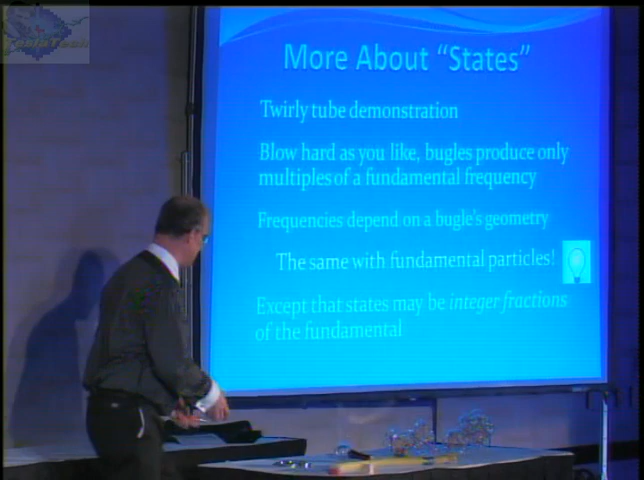 TeslaTech
More About "States"
Twirly tube demonstration
Blow hard as you like, bugles produce only
multiples of a fundamental frequency
Frequencies depend on a bugle's geometry
The same with fundamental particles!
Except that states may be integer fractions
of the fundamental